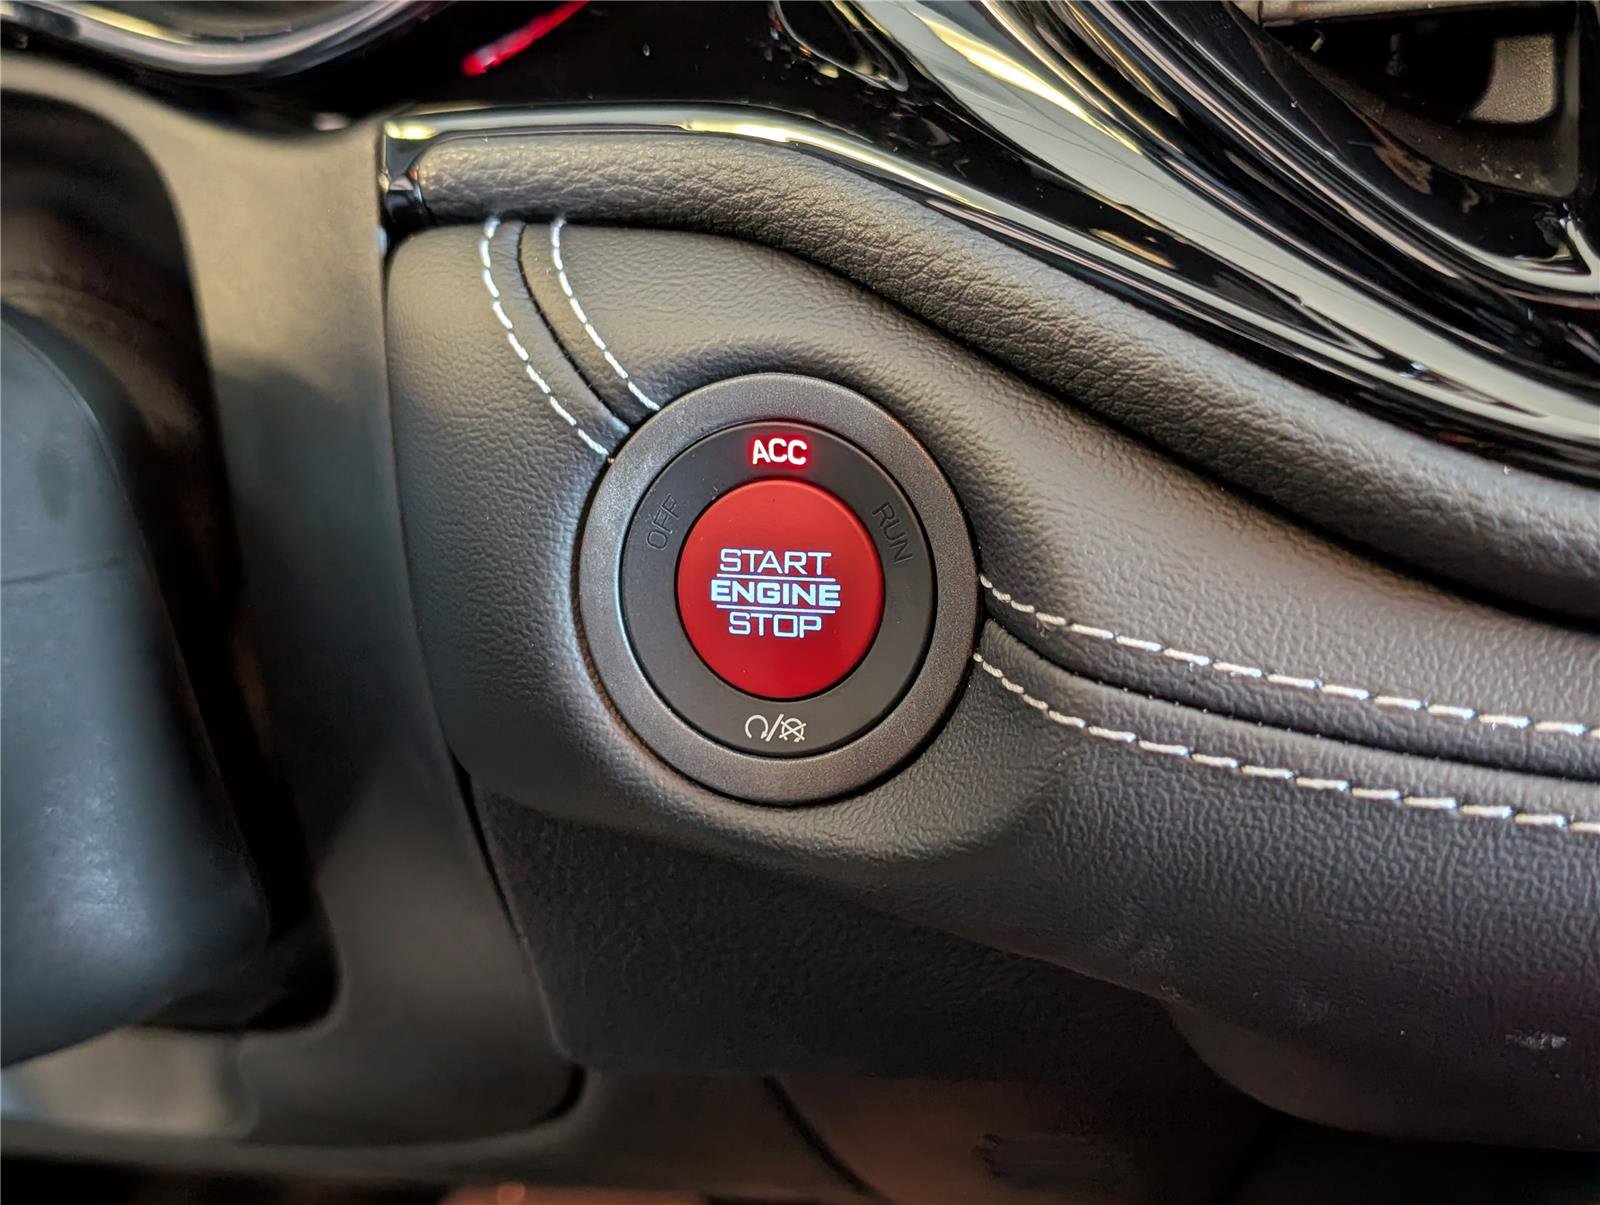 ACC
OFF
RUN
START
ENGINE
STOP